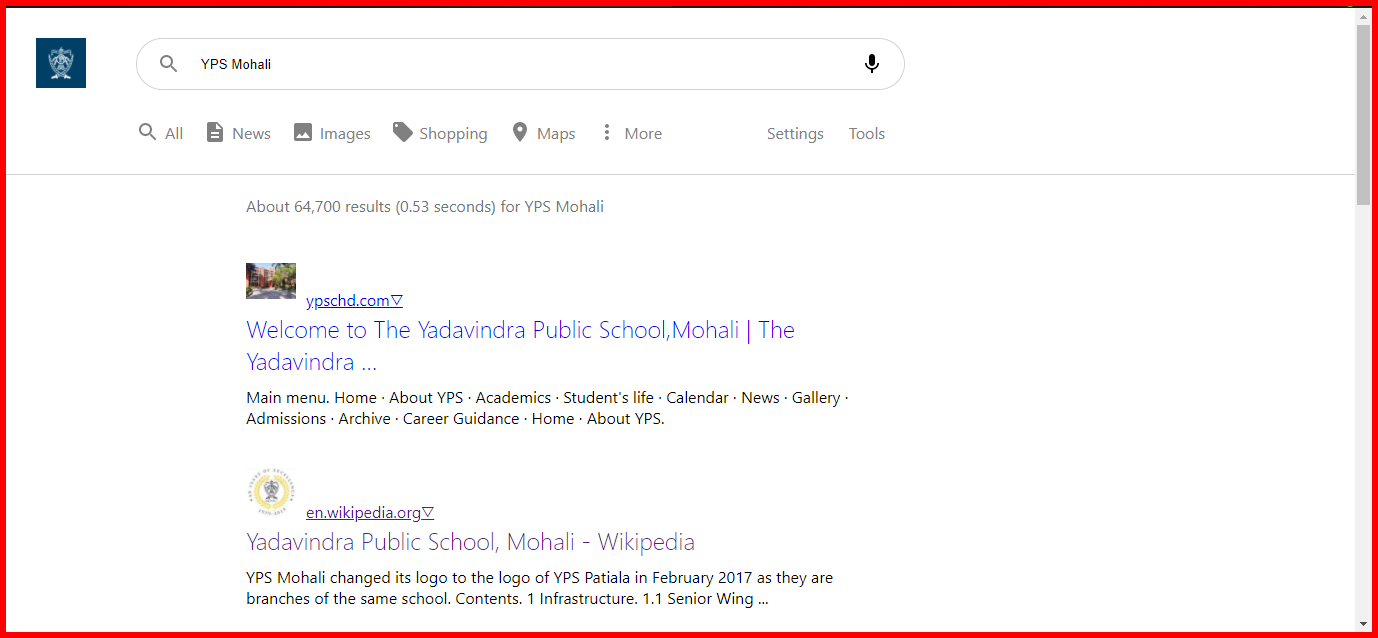 YPS Mohali
All News Images Shopping Maps More Settings Tools
About 64,700 results (0.53 seconds) for YPS Mohali
ypschd.com▽
Welcome to The Yadavindra Public School,Mohali | The
Yadavindra ...
Main menu. Home · About YPS · Academics · Student's life · Calendar · News · Gallery ·
Admissions · Archive · Career Guidance · Home · About YPS.
en.wikipedia.org▽
Yadavindra Public School, Mohali - Wikipedia
YPS Mohali changed its logo to the logo of YPS Patiala in February 2017 as they are
branches of the same school. Contents. 1 Infrastructure. 1.1 Senior Wing ...